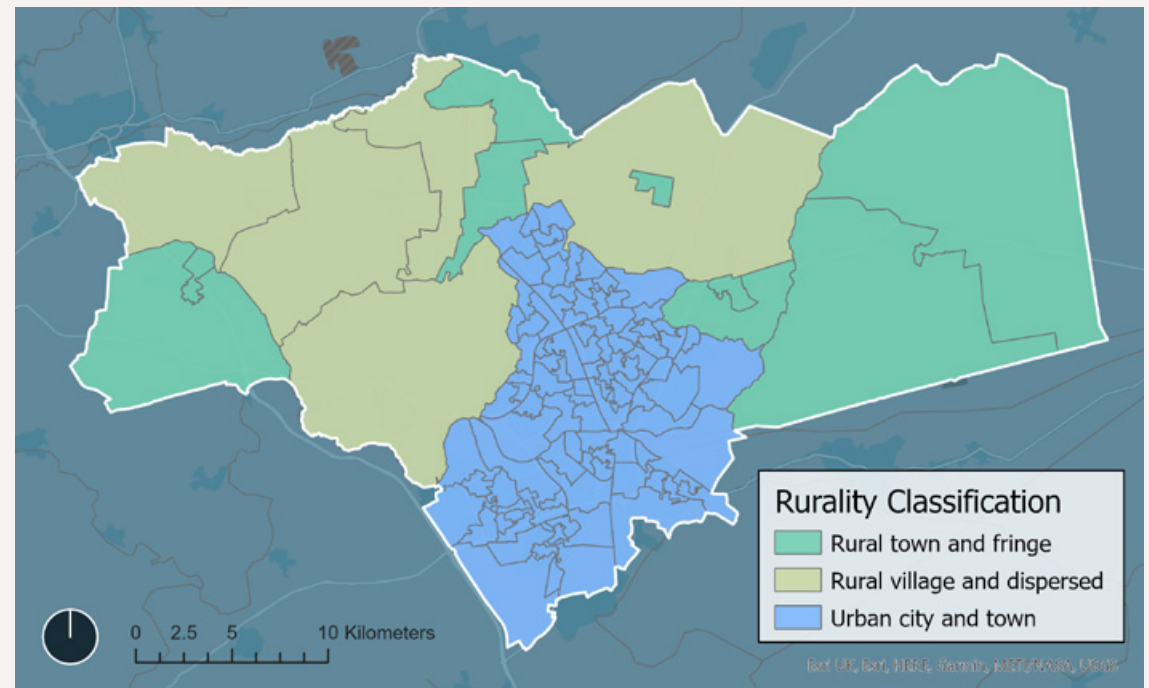 Rurality Classification
Rural town and fringe
Rural village and dispersed
Urban city and town
0 2.5 5 10 Kilometers
Esri UK, Esri, HERE, Garmin, METI/NASA, USGS